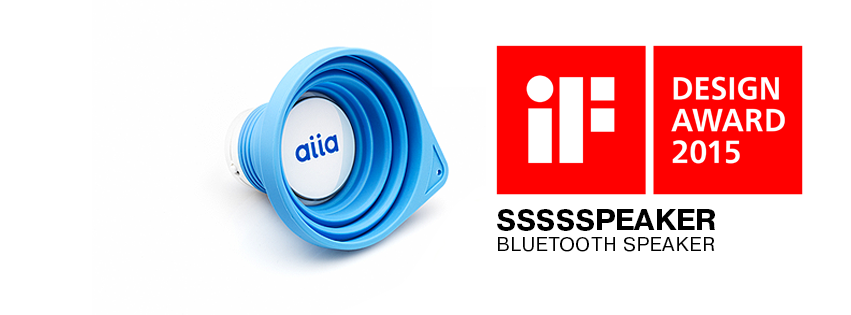 aiia
iF
DESIGN
AWARD
2015
SSSSSPEAKER
BLUETOOTH SPEAKER